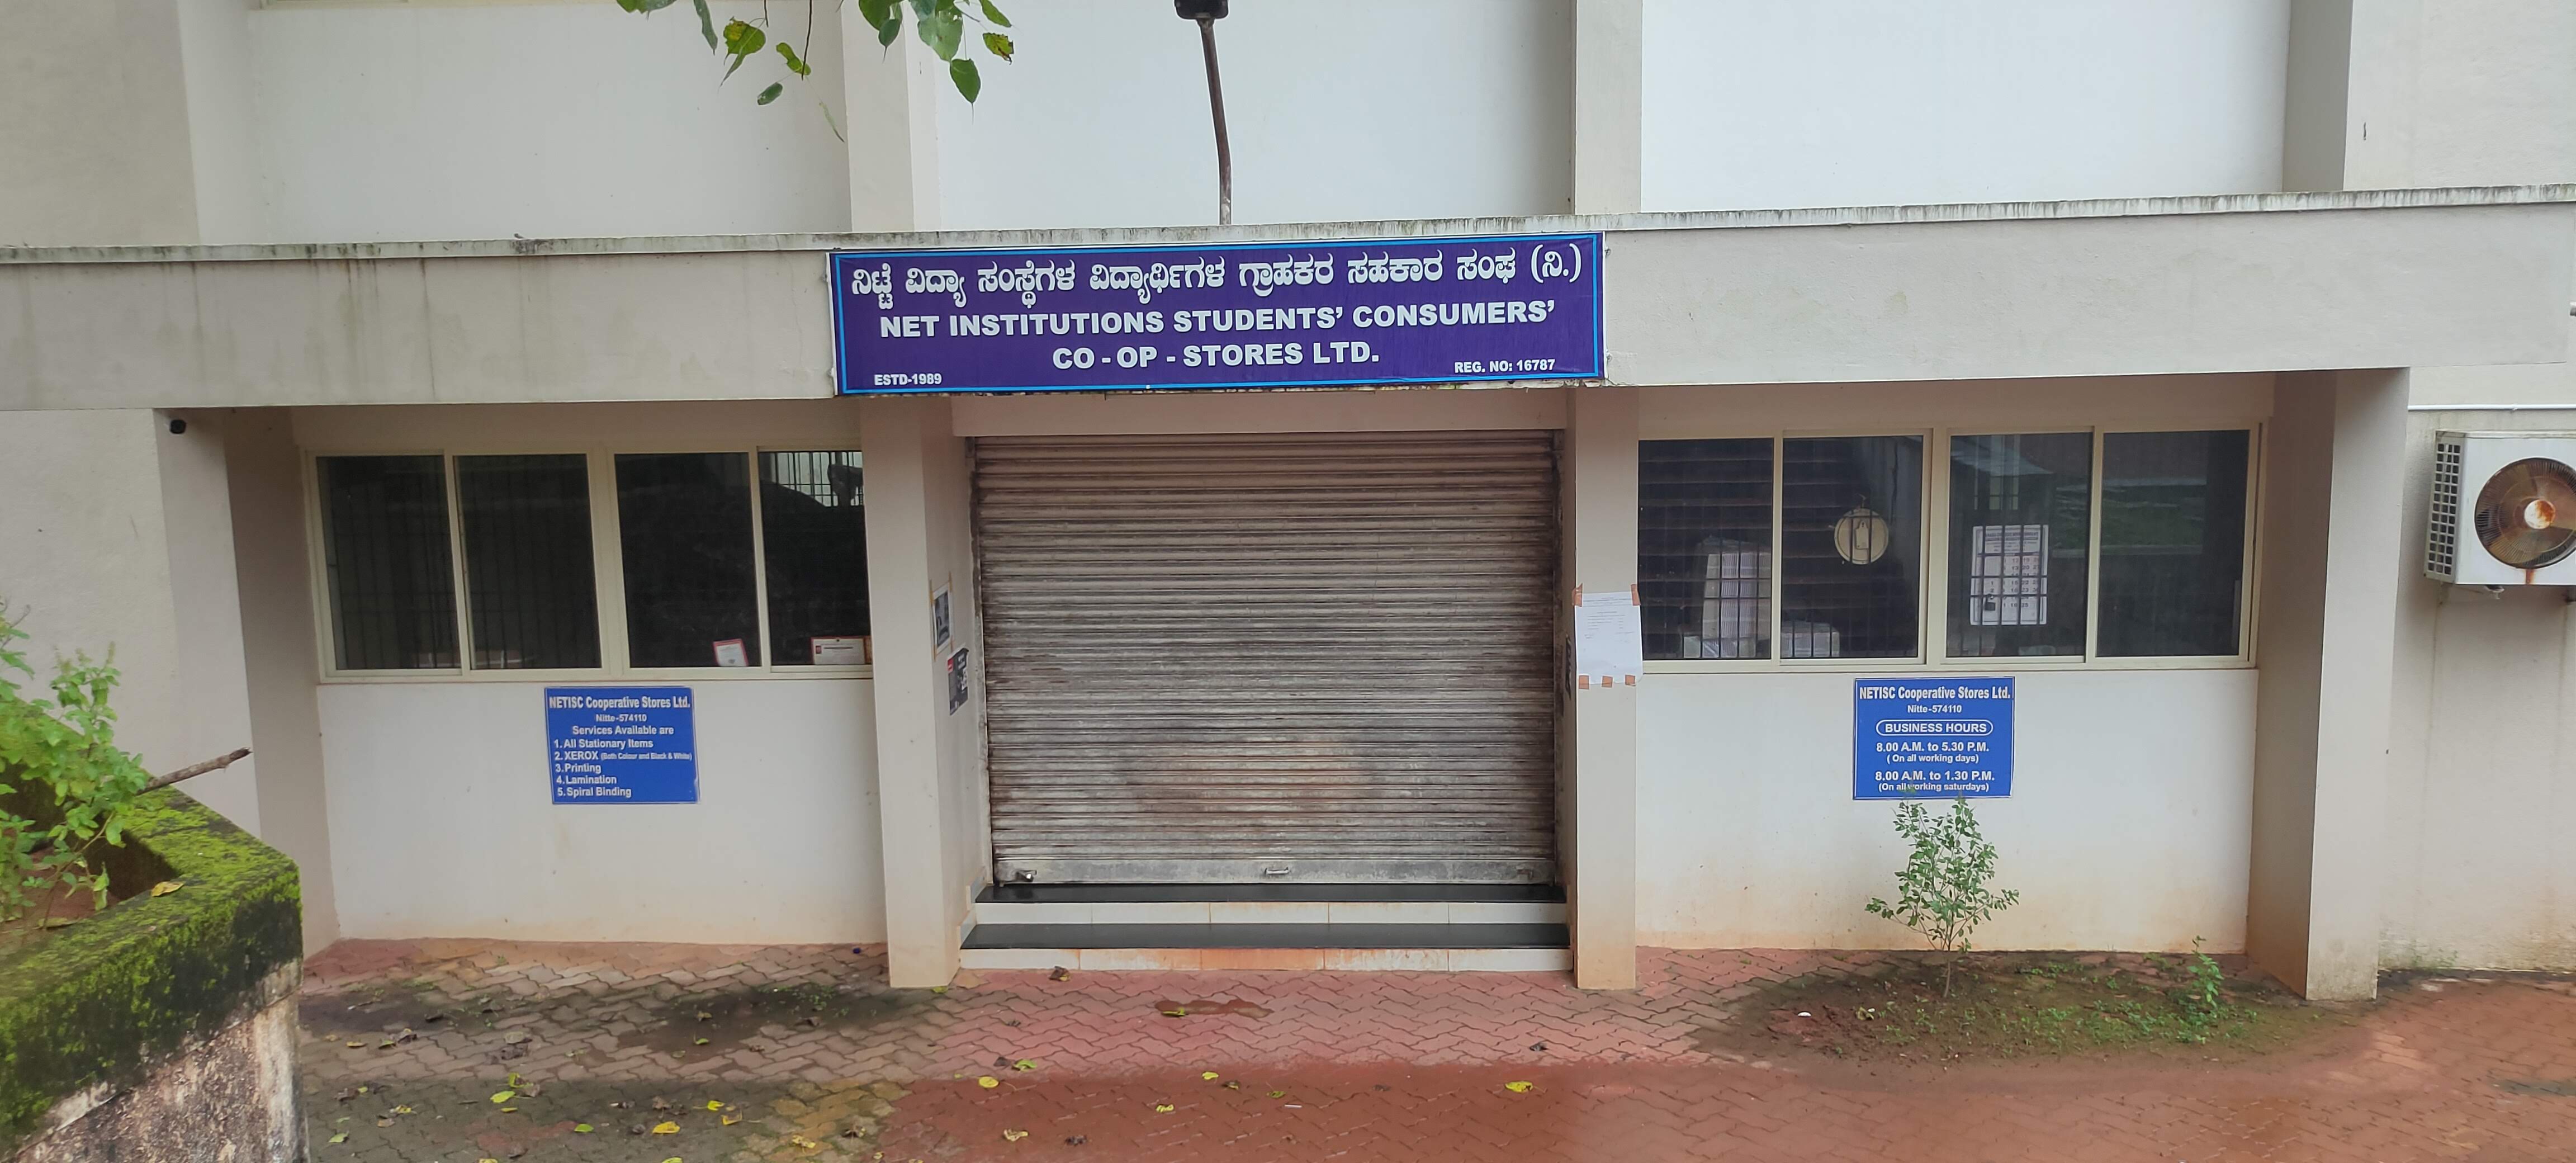 ನಿಟ್ಟೆ ವಿದ್ಯಾ ಸಂಸ್ಥೆಗಳ ವಿದ್ಯಾರ್ಥಿಗಳ ಗ್ರಾಹಕರ ಸಹಕಾರ ಸಂಘ (ನಿ.)
NET INSTITUTIONS STUDENTS’ CONSUMERS’
CO - OP - STORES LTD.
ESTD-1989 REG. NO: 16787
NETISC Cooperative Stores Ltd.
Nitte-574110
Services Available are
1. All Stationary Items
2. XEROX (Both Colour and Black & White)
3. Printing
4. Lamination
5. Spiral Binding
NETISC Cooperative Stores Ltd.
Nitte-574110
BUSINESS HOURS
8.00 A.M. to 5.30 P.M.
( On all working days)
8.00 A.M. to 1.30 P.M.
(On all working saturdays)